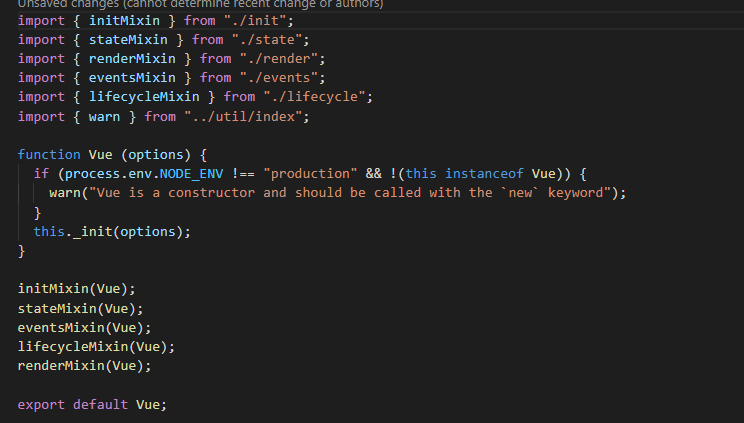 Unsaved changes (cannot determine recent change or authors)
import { initMixin } from "./init";
import { stateMixin } from "./state";
import { renderMixin } from "./render";
import { eventsMixin } from "./events";
import { lifecycleMixin } from "./lifecycle";
import { warn } from "../util/index";

function Vue (options) {
  if (process.env.NODE_ENV !== "production" && !(this instanceof Vue)) {
    warn("Vue is a constructor and should be called with the `new` keyword");
  }
  this._init(options);
}

initMixin(Vue);
stateMixin(Vue);
eventsMixin(Vue);
lifecycleMixin(Vue);
renderMixin(Vue);

export default Vue;